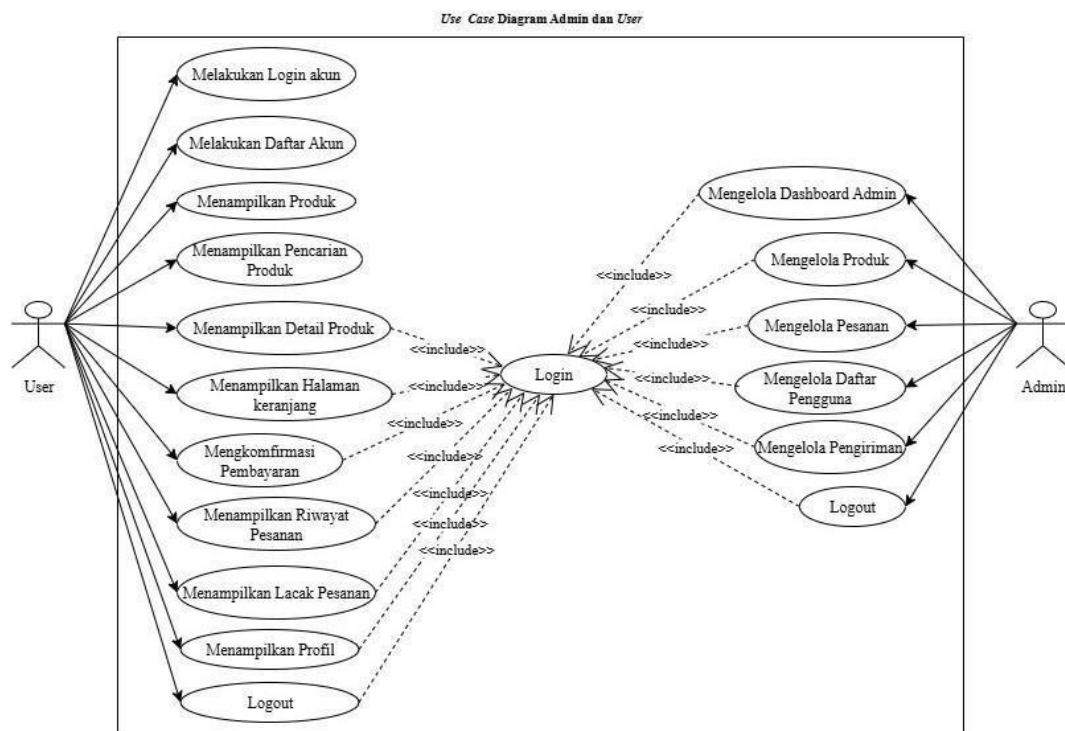 Use Case Diagram Admin dan User
Melakukan Login akun
Melakukan Daftar Akun
Menampilkan Produk
Menampilkan Pencarian
Produk
Menampilkan Detail Produk
Menampilkan Halaman
keranjang
Mengkomfirmasi
Pembayaran
Menampilkan Riwayat
Pesanan
Menampilkan Lacak Pesanan
Menampilkan Profil
Logout
User
<<include>>
<<include>>
<<include>>
<<include>>
<<include>>
<<include>>
<<include>>
Login
<<include>>
<<include>>
<<include>>
<<include>>
<<include>>
<<include>>
Mengelola Dashboard Admin
Mengelola Produk
Mengelola Pesanan
Mengelola Daftar
Pengguna
Mengelola Pengiriman
Logout
Admin